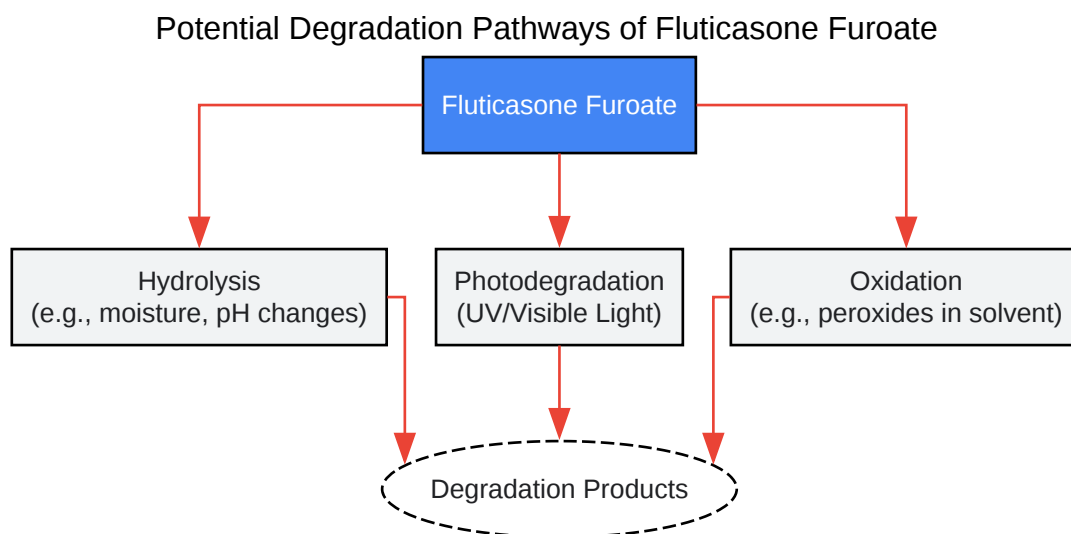 Potential Degradation Pathways of Fluticasone Furoate
Fluticasone Furoate
Hydrolysis
(e.g., moisture, pH changes)
Photodegradation
(UV/Visible Light)
Oxidation
(e.g., peroxides in solvent)
Degradation Products